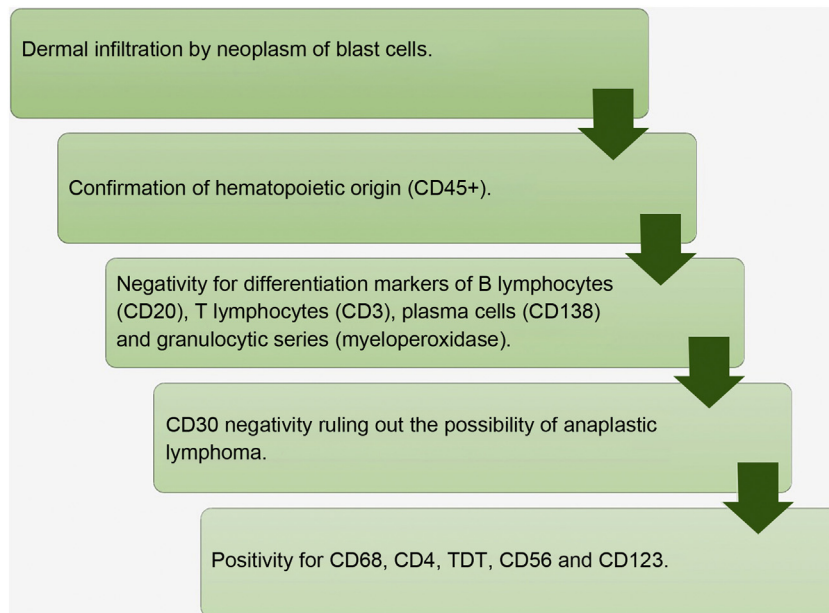 Dermal infiltration by neoplasm of blast cells.
Confirmation of hematopoietic origin (CD45+).
Negativity for differentiation markers of B lymphocytes
(CD20), T lymphocytes (CD3), plasma cells (CD138)
and granulocytic series (myeloperoxidase).
CD30 negativity ruling out the possibility of anaplastic
lymphoma.
Positivity for CD68, CD4, TDT, CD56 and CD123.